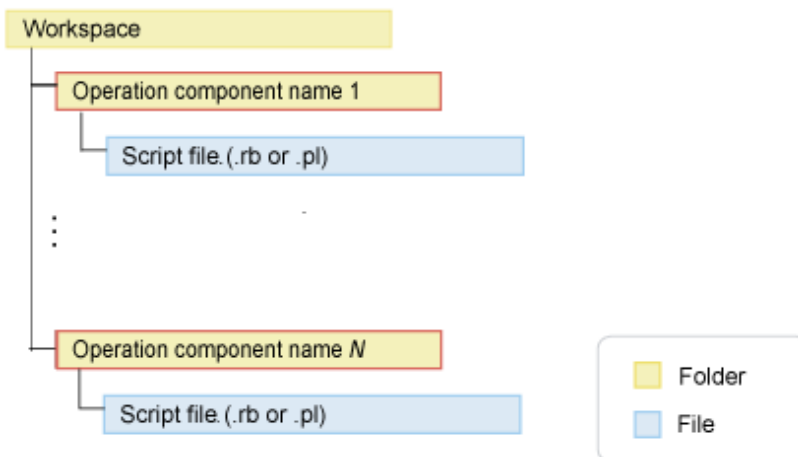 Workspace
Operation component name 1
Script file.(.rb or .pl)
⋮
Operation component name N
Script file.(.rb or .pl)
Folder
File